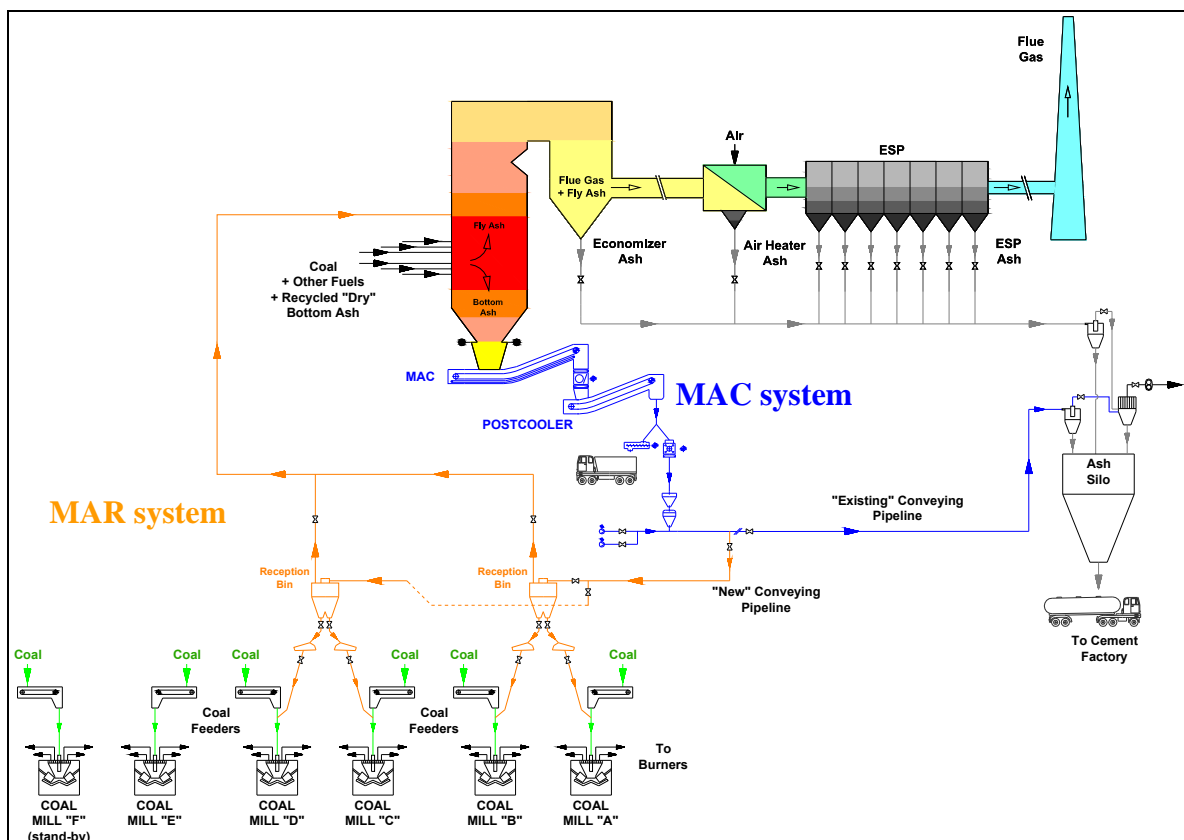 Flue
Gas
Air
ESP
Flue Gas
+ Fly Ash
Fly Ash
Economizer
Ash
Air Heater
Ash
ESP
Ash
Coal
+ Other Fuels
+ Recycled "Dry"
Bottom Ash
Bottom
Ash
MAC
MAC system
POSTCOOLER
Ash
Silo
MAR system
"Existing" Conveying
Pipeline
Reception
Bin
Reception
Bin
"New" Conveying
Pipeline
To Cement
Factory
Coal
Coal
Coal
Coal
Coal
Coal
Coal
Feeders
Coal
Feeders
To
Burners
COAL
MILL "F"
(stand-by)
COAL
MILL "E"
COAL
MILL "D"
COAL
MILL "C"
COAL
MILL "B"
COAL
MILL "A"